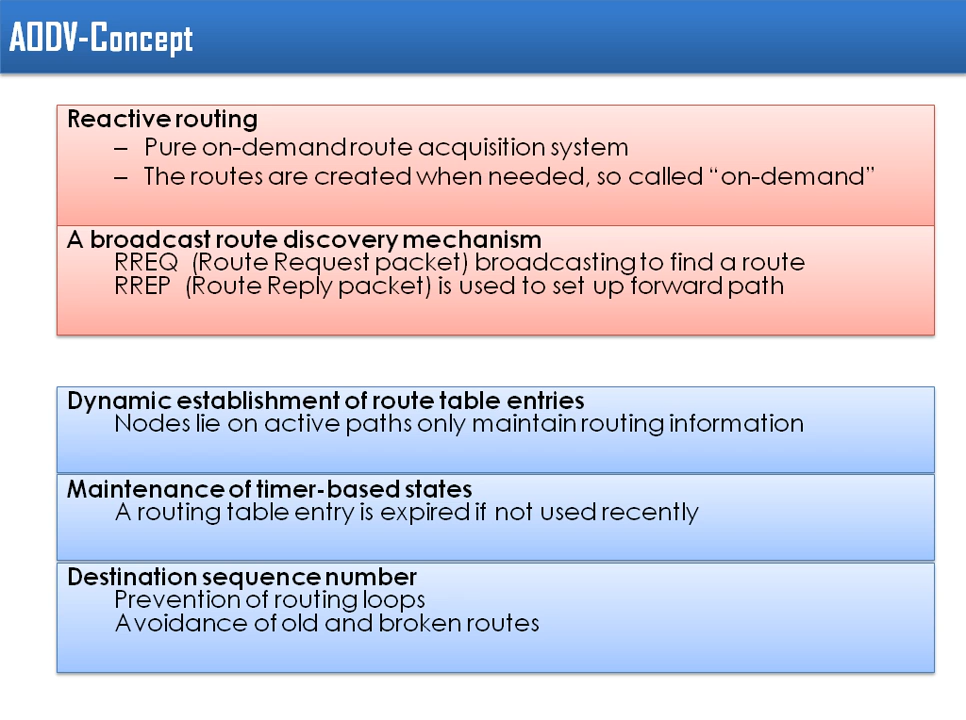 AODV-Concept
Reactive routing
– Pure on-demand route acquisition system
– The routes are created when needed, so called “on-demand”
A broadcast route discovery mechanism
RREQ (Route Request packet) broadcasting to find a route
RREP (Route Reply packet) is used to set up forward path
Dynamic establishment of route table entries
Nodes lie on active paths only maintain routing information
Maintenance of timer-based states
A routing table entry is expired if not used recently
Destination sequence number
Prevention of routing loops
Avoidance of old and broken routes